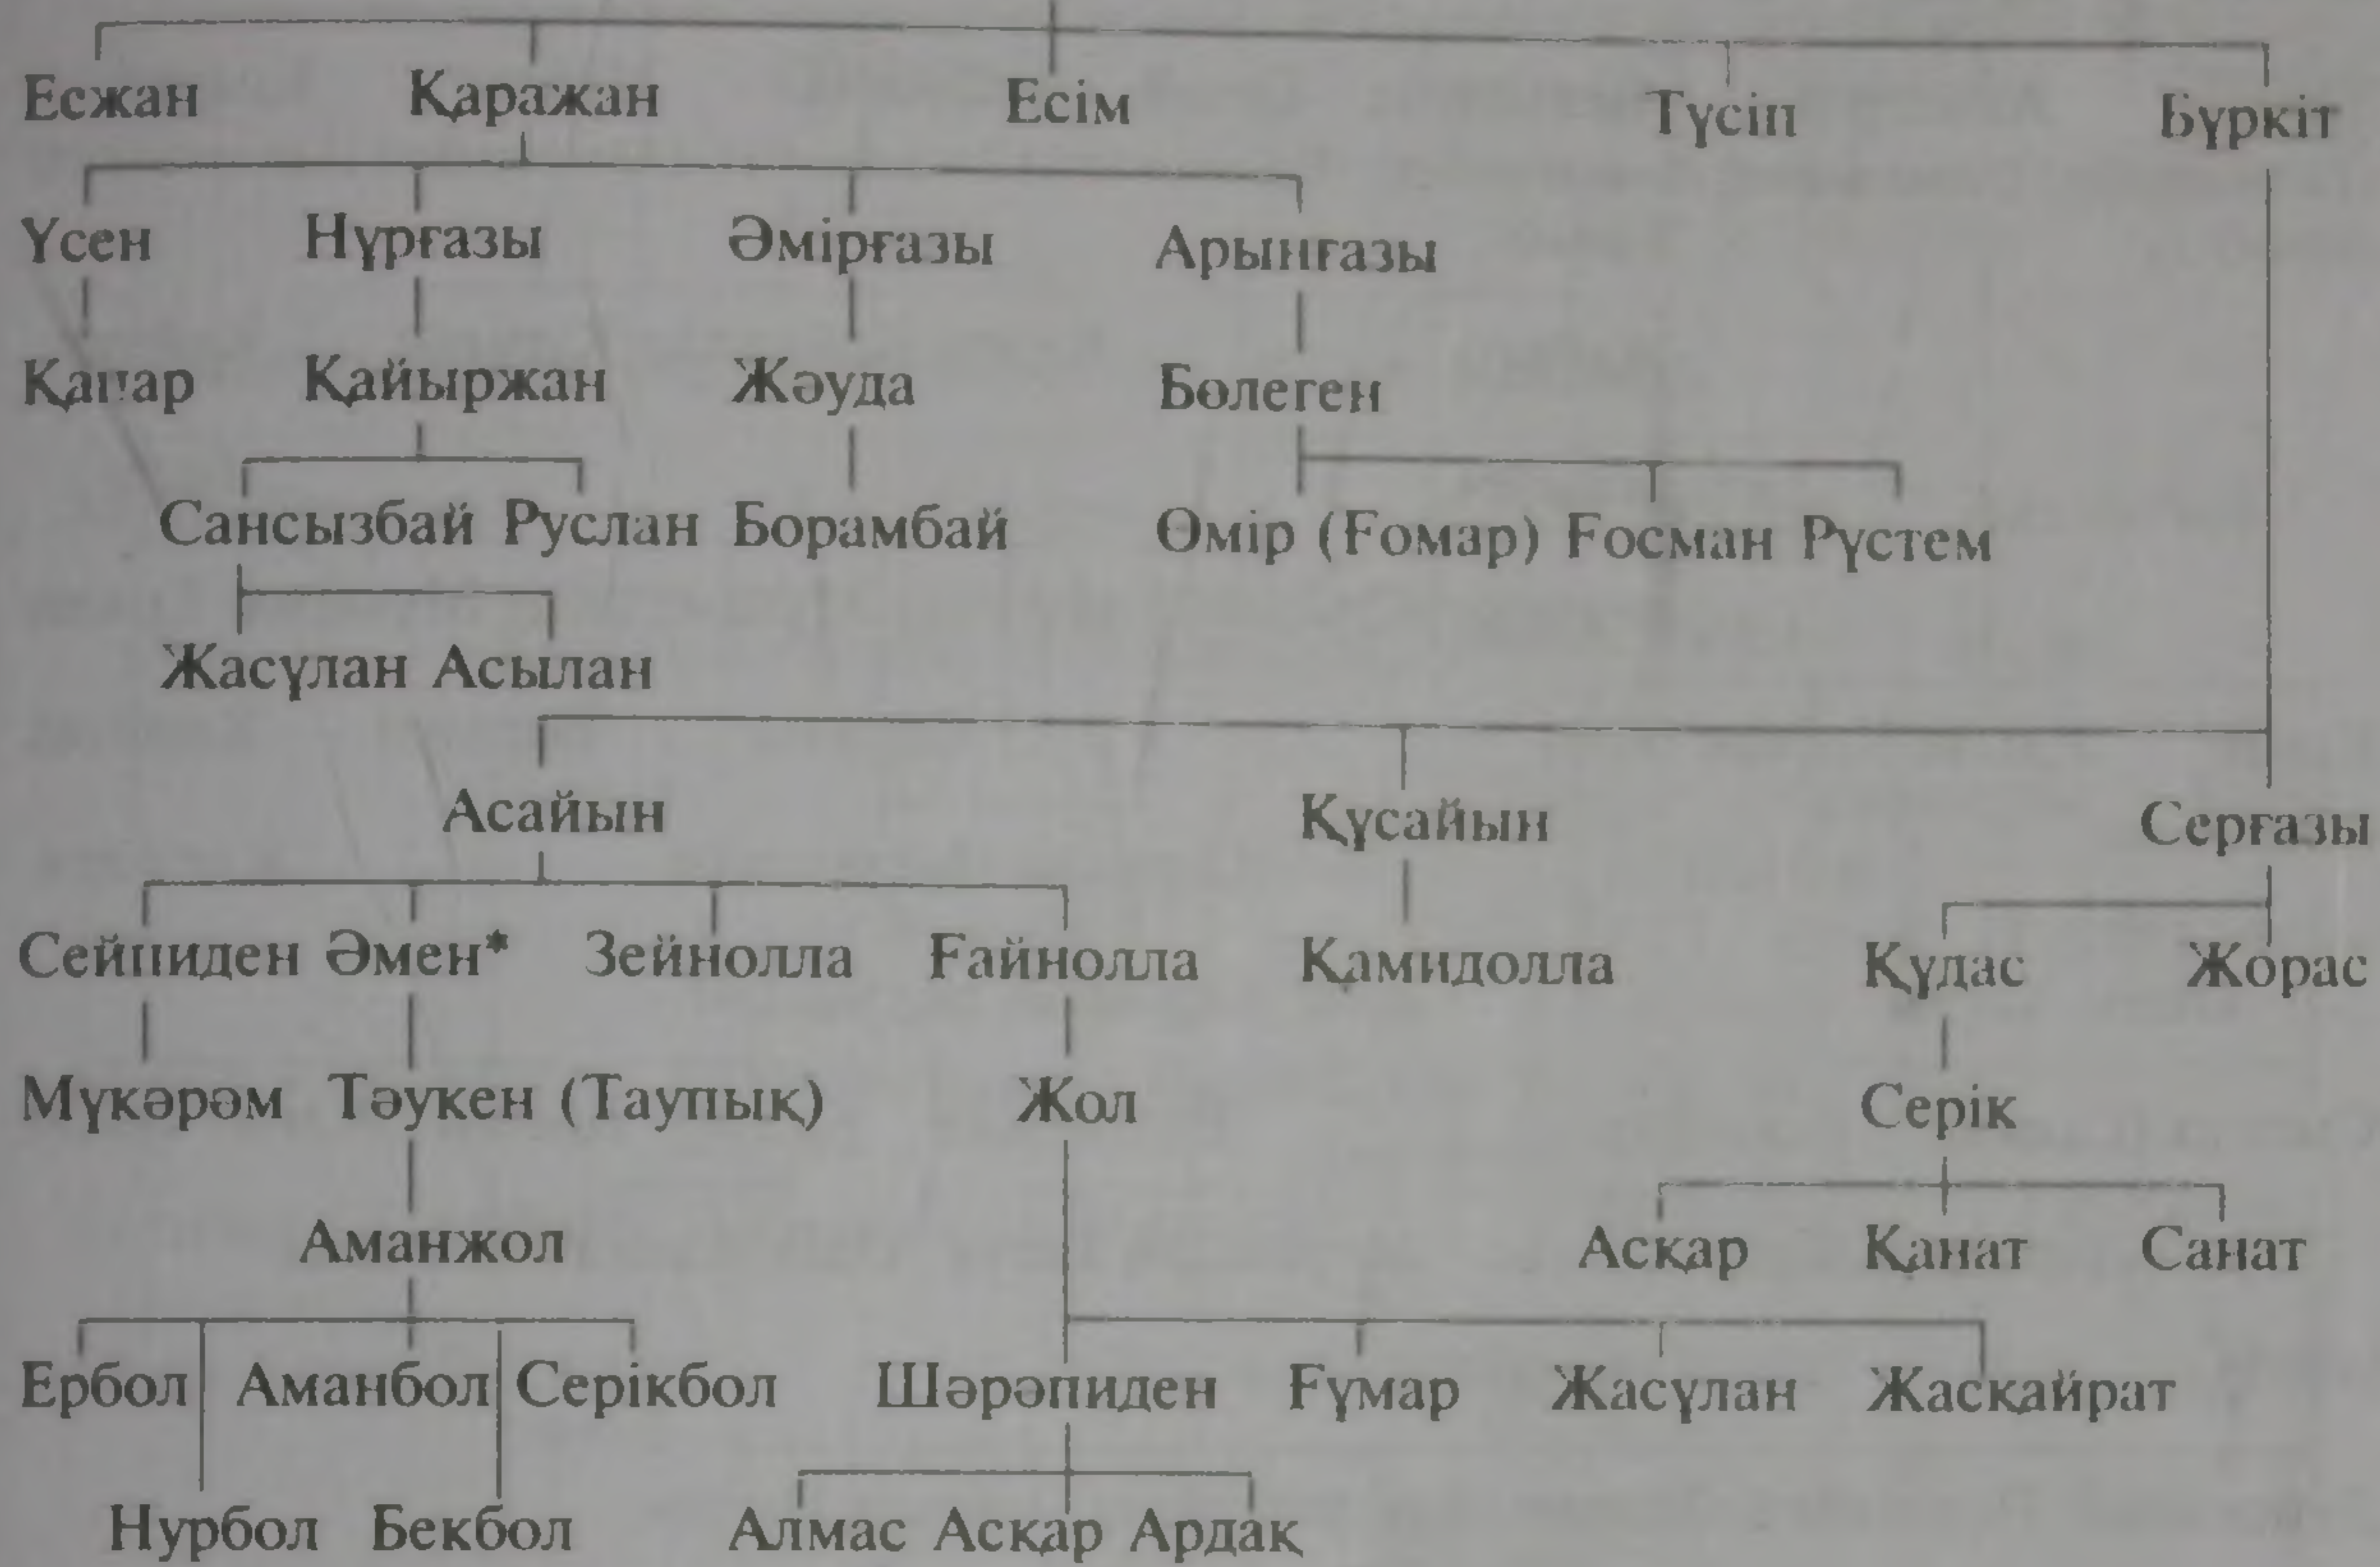 Есжан Қаражан Есім Түсіп Бүркіт
Үсен Нұрғазы Әмірғазы Арынғазы
Қапар Қайыржан Жәуда Бөлеген
Сансызбай Руслан Борамбай Өмір (Ғомар) Ғосман Рүстем
Жасұлан Асылан
Асайын Құсайын Серғазы
Сейпиден Әмен* Зейнолла Ғайнолла Қамидолла Құдас Жорас
Мүкәрәм Тәукен (Таупық) Жол Серік
Аманжол Асқар Қанат Санат
Ербол Аманбол Серікбол Шәрәпиден Ғұмар Жасұлан Жасқайрат
Нурбол Бекбол Алмас Асқар Ардақ